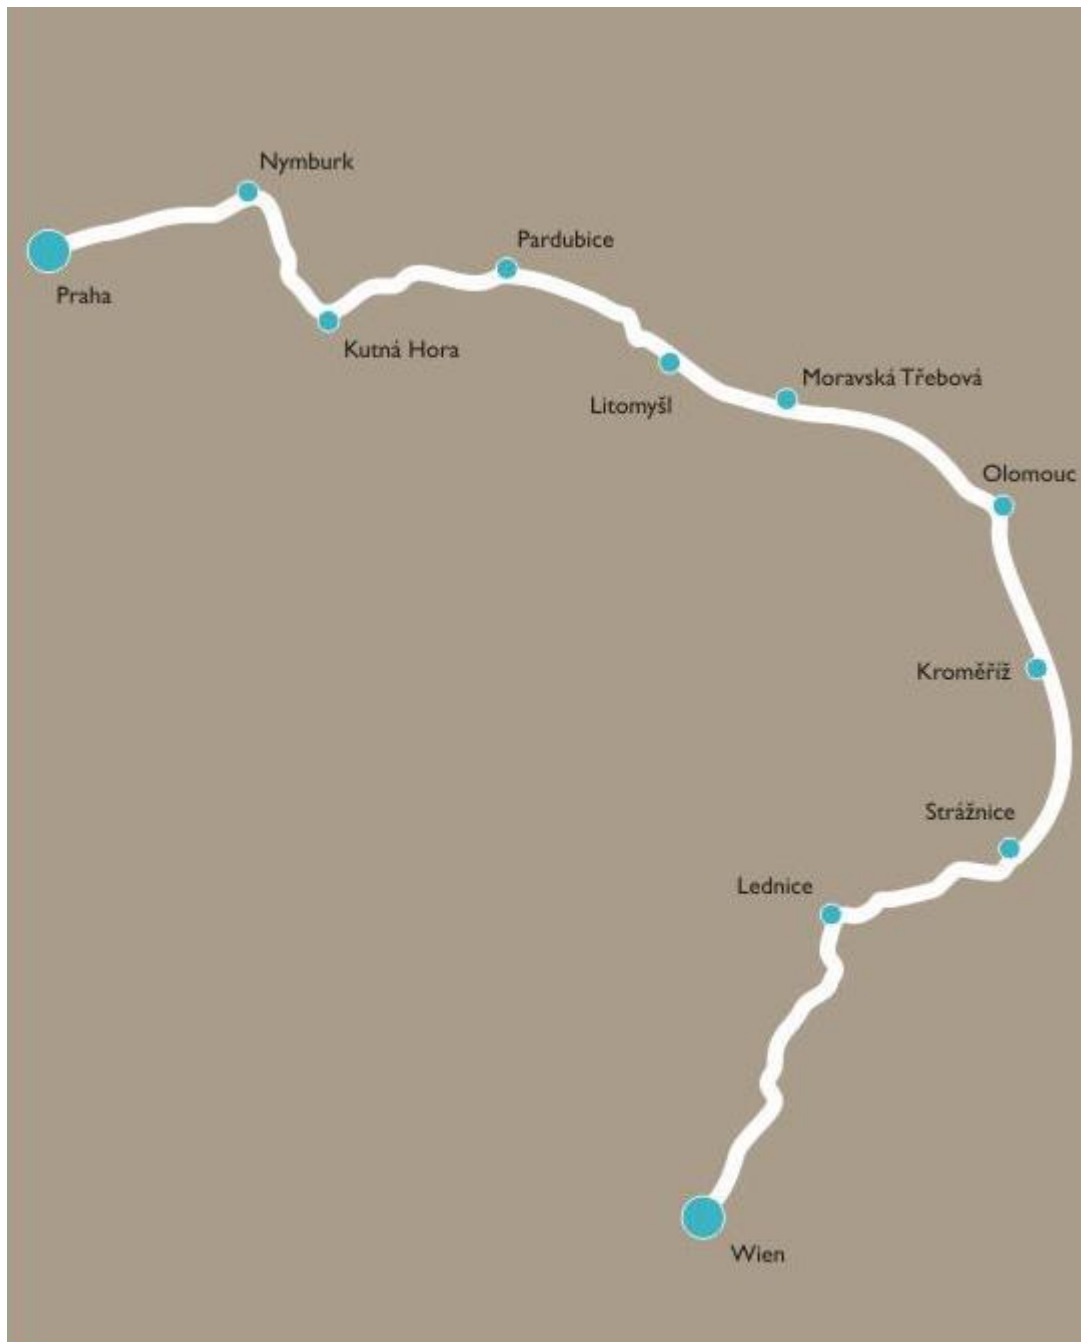 Nymburk
Pardubice
Praha
Kutná Hora
Moravská Třebová
Litomyšl
Olomouc
Kroměříž
Strážnice
Lednice
Wien